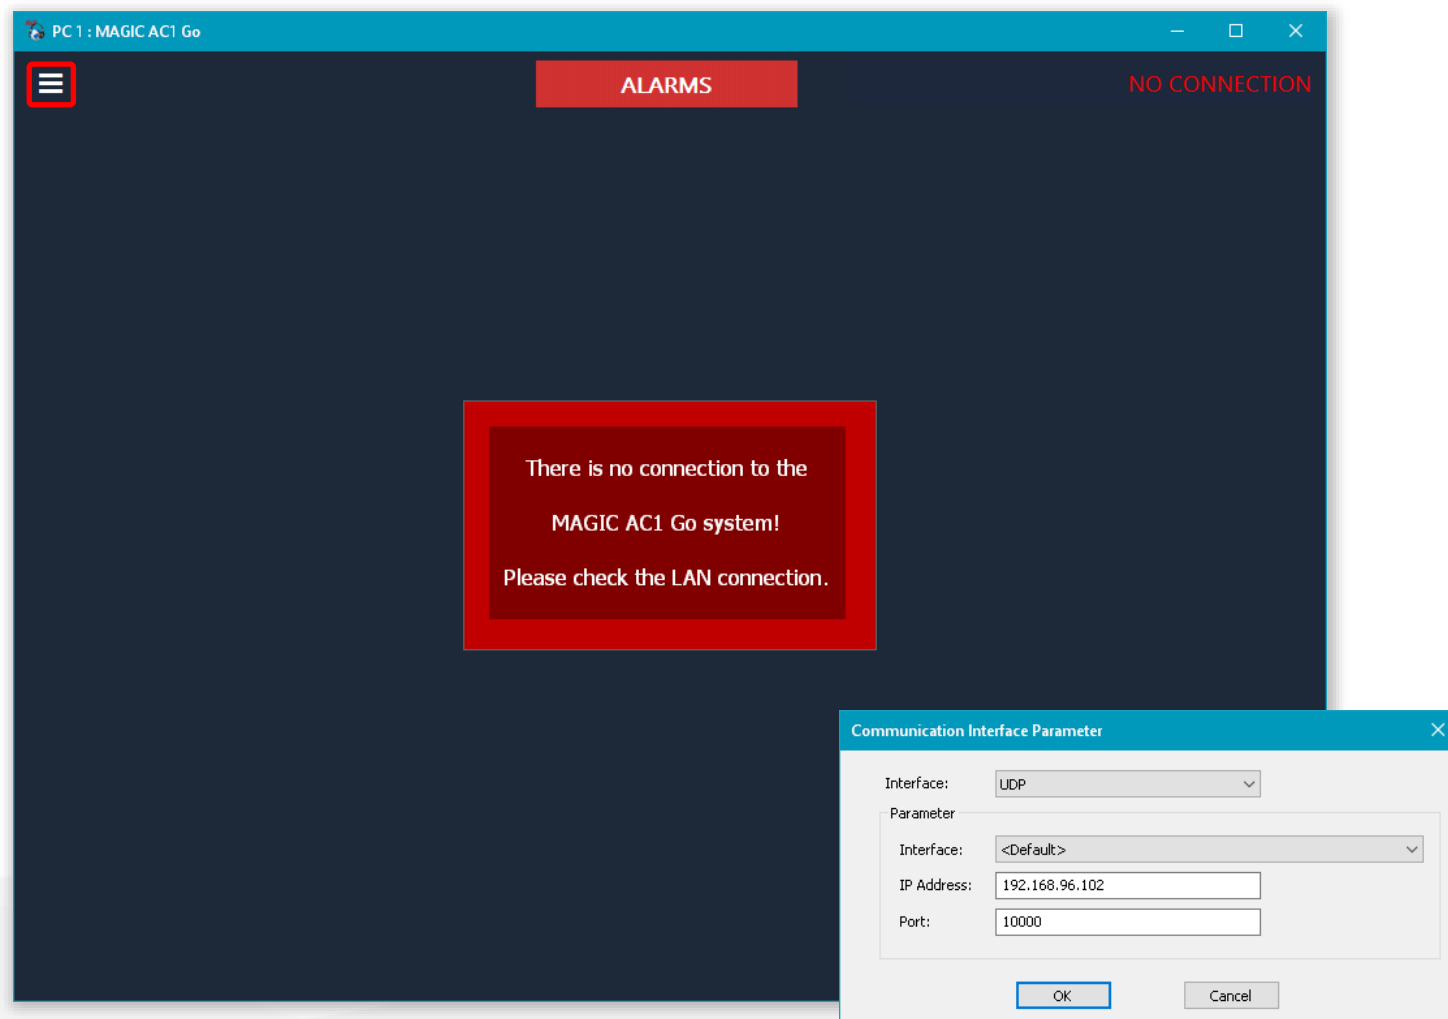 PC 1 : MAGIC AC1 Go
ALARMS
NO CONNECTION
There is no connection to the
MAGIC AC1 Go system!
Please check the LAN connection.
Communication Interface Parameter
Interface: UDP
Parameter
Interface: <Default>
IP Address: 192.168.96.102
Port: 10000
OK Cancel